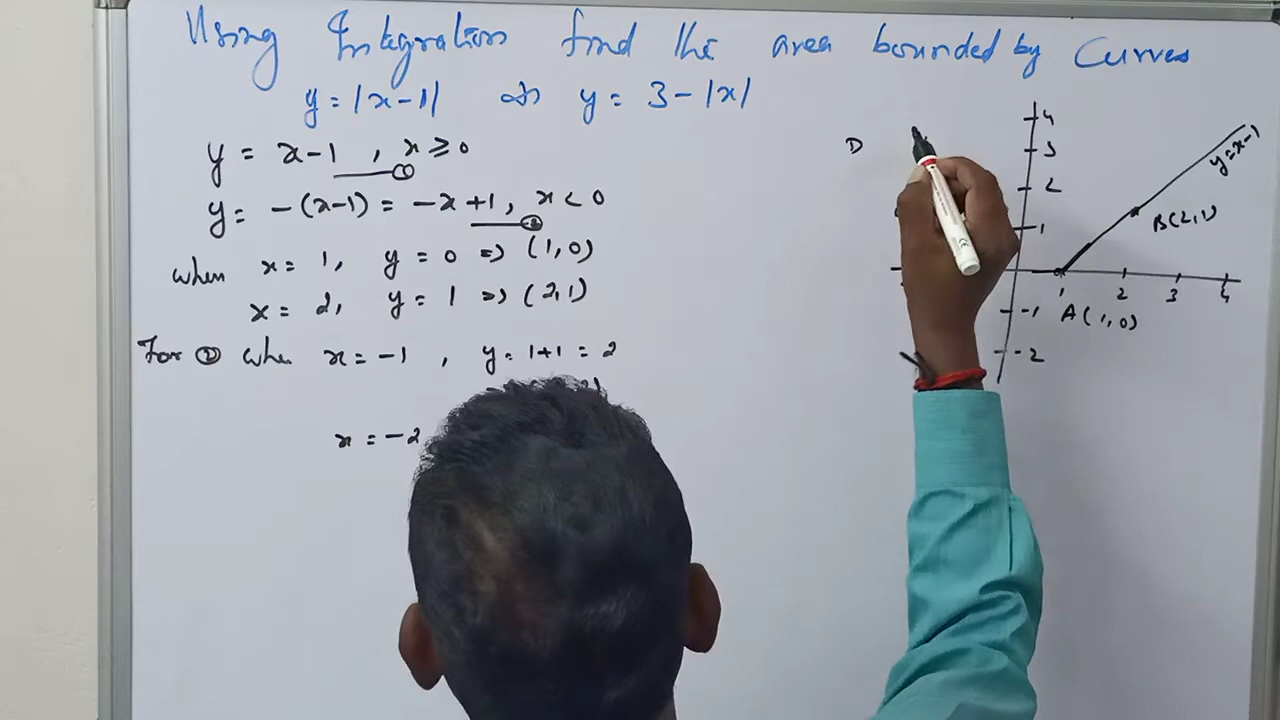 Using Integration find the area bounded by Curves
y = |x-1| y = 3 - |x|
y = x-1 , x ≥ 0 ①
y = -(x-1) = -x+1, x < 0 ②
when x = 1, y = 0 => (1,0)
x = 2, y = 1 => (2,1)
For ② when x = -1 , y = 1+1 = 2
x = -2
D
4
3
2
1
-1
-2
1 2 3 4
y=x-1
B(2,1)
A(1,0)